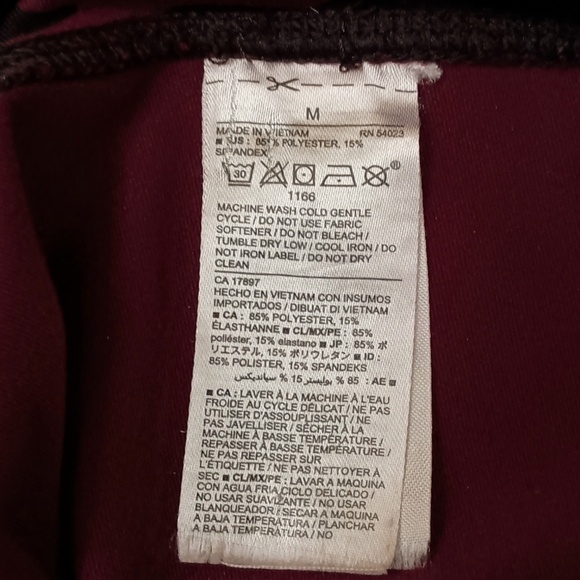 M
MADE IN VIETNAM RN 54023
■ US: 85% POLYESTER, 15%
SPANDEX
30
®
1166
MACHINE WASH COLD GENTLE
CYCLE / DO NOT USE FABRIC
SOFTENER / DO NOT BLEACH /
TUMBLE DRY LOW / COOL IRON / DO
NOT IRON LABEL / DO NOT DRY
CLEAN
CA 17897
HECHO EN VIETNAM CON INSUMOS
IMPORTADOS / DIBUAT DI VIETNAM
■ CA: 85% POLYESTER, 15%
ÉLASTHANNE ■ CL/MX/PE: 85%
poliéster, 15% elastano ■ JP: 85% ポ
リエステル, 15% ポリウレタン ■ ID:
85% POLISTER, 15% SPANDEKS
■ AE: 85 % بوليستر 15 % سباندیکس
■ CA: LAVER À LA MACHINE À L'EAU
FROIDE AU CYCLE DÉLICAT / NE PAS
UTILISER D'ASSOUPLISSANT / NE
PAS JAVELLISER / SÉCHER À LA
MACHINE À BASSE TEMPÉRATURE /
REPASSER À BASSE TEMPÉRATURE /
NE PAS REPASSER SUR
L'ÉTIQUETTE / NE PAS NETTOYER À
SEC ■ CL/MX/PE: LAVAR A MAQUINA
CON AGUA FRIA CICLO DELICADO /
NO USAR SUAVIZANTE / NO USAR
BLANQUEADOR / SECAR A MAQUINA
A BAJA TEMPERATURA / PLANCHAR
A BAJA TEMPERATURA / NO